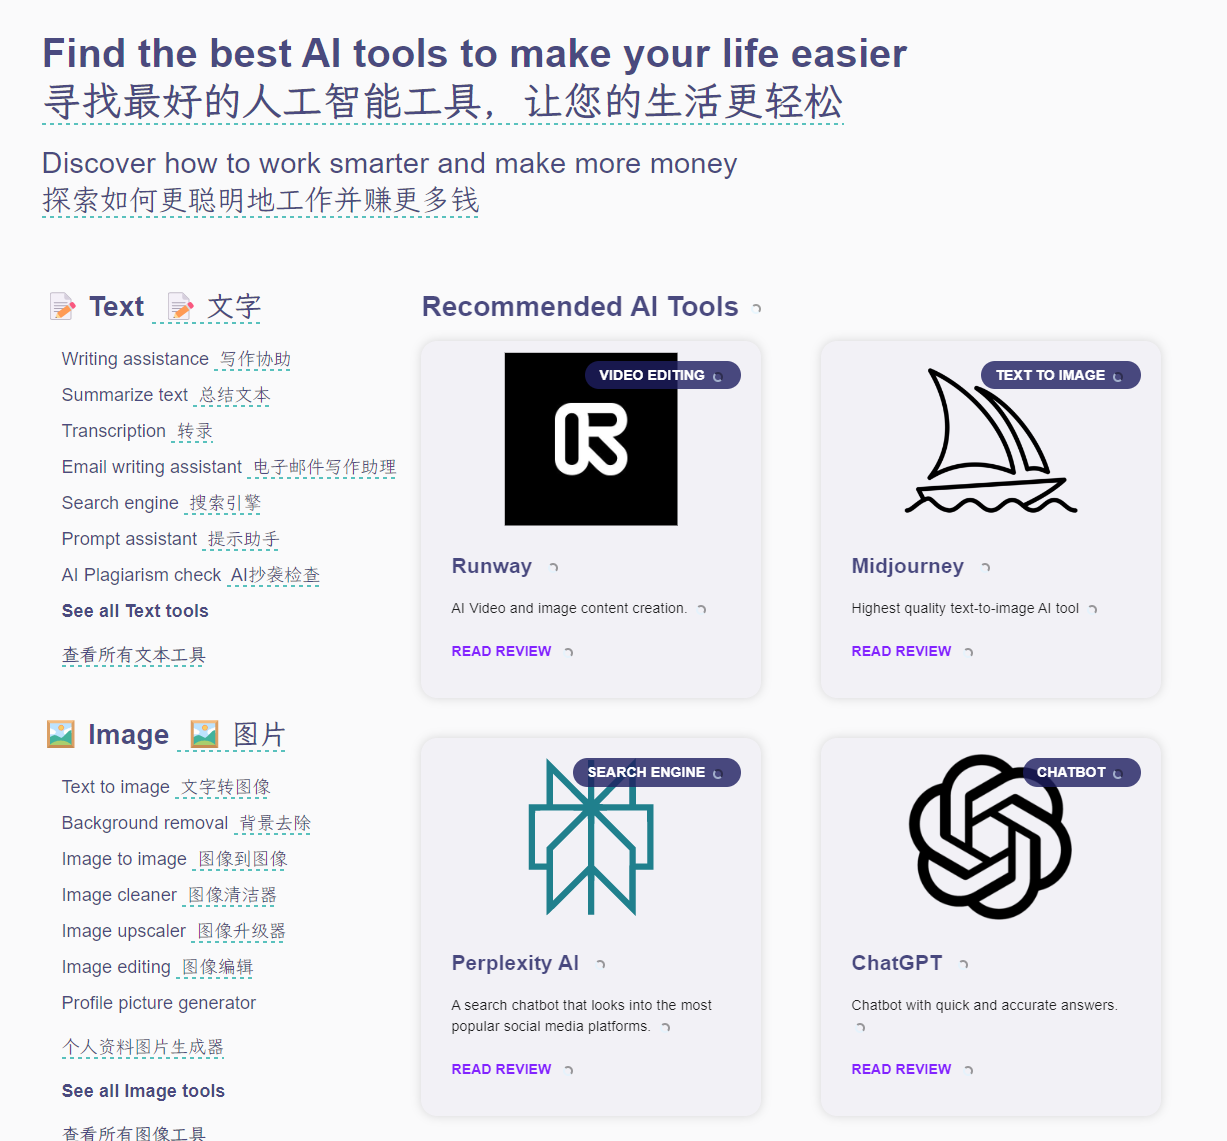 Find the best AI tools to make your life easier
寻找最好的人工智能工具，让您的生活更轻松
Discover how to work smarter and make more money
探索如何更聪明地工作并赚更多钱
Text 文字
Writing assistance 写作协助
Summarize text 总结文本
Transcription 转录
Email writing assistant 电子邮件写作助理
Search engine 搜索引擎
Prompt assistant 提示助手
AI Plagiarism check AI抄袭检查
See all Text tools
查看所有文本工具
Image 图片
Text to image 文字转图像
Background removal 背景去除
Image to image 图像到图像
Image cleaner 图像清洁器
Image upscaler 图像升级器
Image editing 图像编辑
Profile picture generator
个人资料图片生成器
See all Image tools
查看所有图像工具
Recommended AI Tools
VIDEO EDITING
Runway
AI Video and image content creation.
READ REVIEW
TEXT TO IMAGE
Midjourney
Highest quality text-to-image AI tool
READ REVIEW
SEARCH ENGINE
Perplexity AI
A search chatbot that looks into the most
popular social media platforms.
READ REVIEW
CHATBOT
ChatGPT
Chatbot with quick and accurate answers.
READ REVIEW